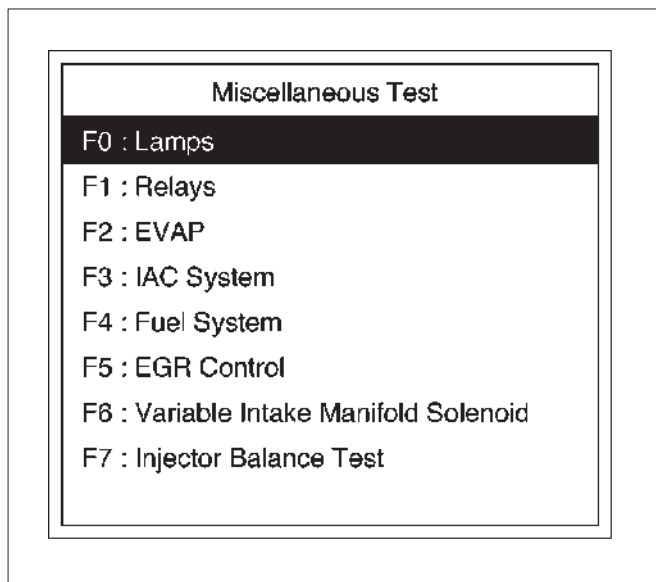 Miscellaneous Test
F0 : Lamps
F1 : Relays
F2 : EVAP
F3 : IAC System
F4 : Fuel System
F5 : EGR Control
F6 : Variable Intake Manifold Solenoid
F7 : Injector Balance Test